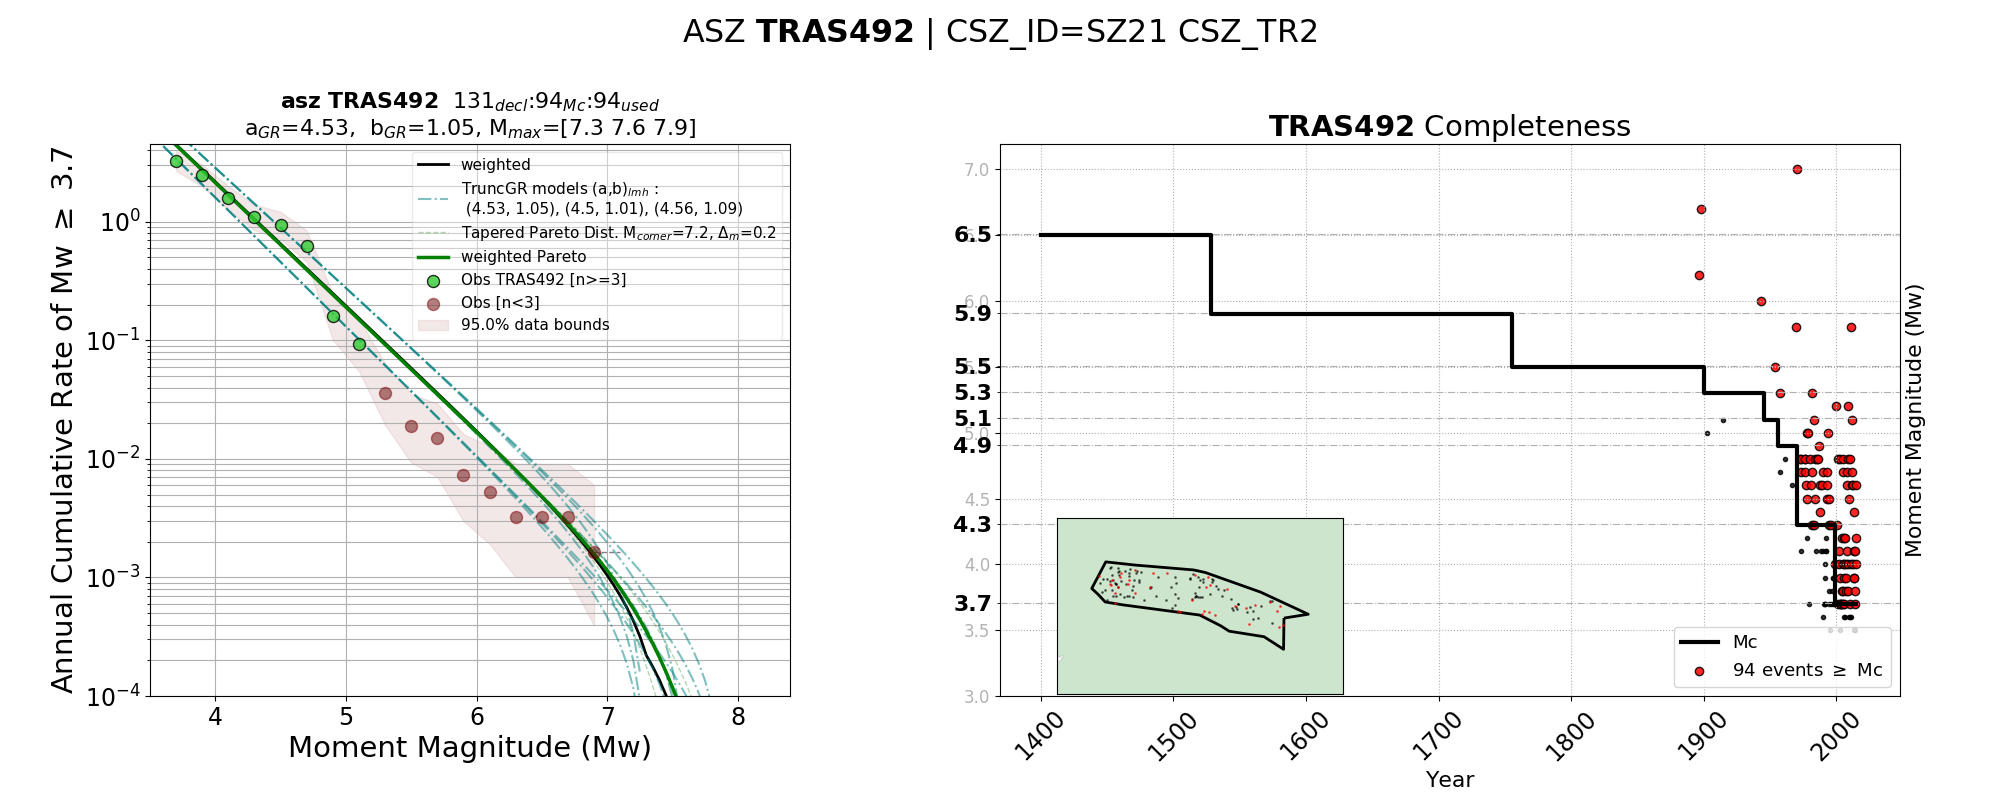 ASZ TRAS492 | CSZ_ID=SZ21 CSZ_TR2
asz TRAS492 131decl:94Mc:94used
aGR=4.53, bGR=1.05, Mmax=[7.3 7.6 7.9]
Annual Cumulative Rate of Mw ≥ 3.7
10^0
10^-1
10^-2
10^-3
10^-4
4
5
6
7
8
Moment Magnitude (Mw)
weighted
TruncGR models (a,b)lmh :
(4.53, 1.05), (4.5, 1.01), (4.56, 1.09)
Tapered Pareto Dist. Mcorner=7.2, Δm=0.2
weighted Pareto
Obs TRAS492 [n>=3]
Obs [n<3]
95.0% data bounds
TRAS492 Completeness
7.0
6.5
6.0
5.9
5.5
5.3
5.1
5.0
4.9
4.5
4.3
4.0
3.7
3.5
3.0
1400
1500
1600
1700
1800
1900
2000
Year
Moment Magnitude (Mw)
Mc
94 events ≥ Mc